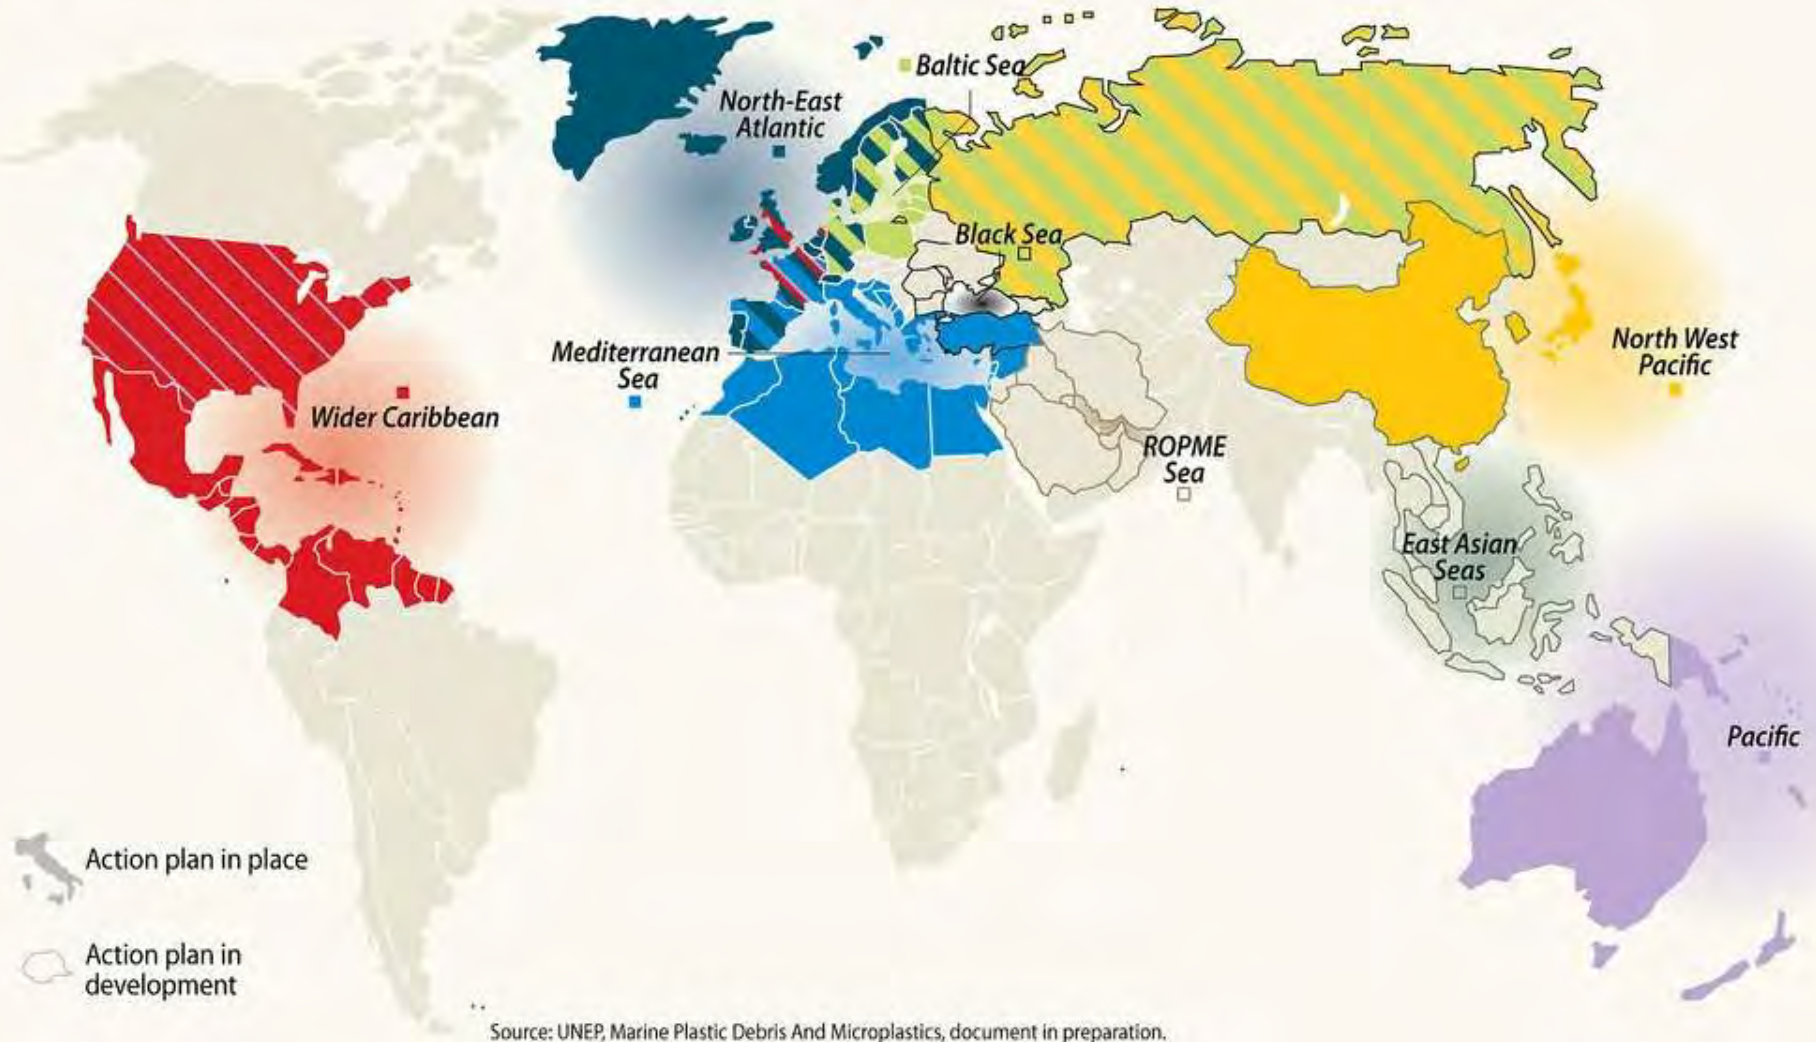 Baltic Sea
North-East
Atlantic
Black Sea
Mediterranean
Sea
North West
Pacific
Wider Caribbean
ROPME
Sea
East Asian
Seas
Pacific
Action plan in place
Action plan in
development
Source: UNEP, Marine Plastic Debris And Microplastics, document in preparation.